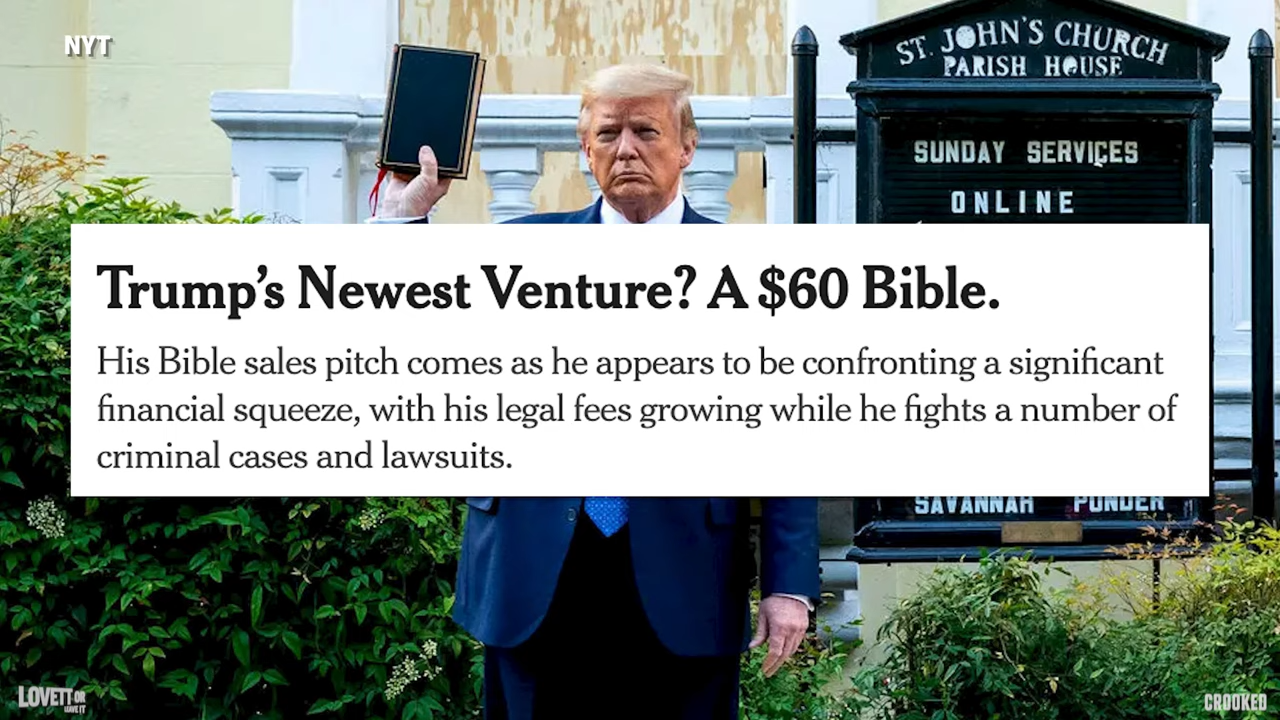 NYT
ST. JOHN'S CHURCH
PARISH HOUSE
SUNDAY SERVICES
ONLINE
Trump’s Newest Venture? A $60 Bible.
His Bible sales pitch comes as he appears to be confronting a significant
financial squeeze, with his legal fees growing while he fights a number of
criminal cases and lawsuits.
SAVANNAH PONDER
LOVETT OR
LEAVE IT
CROOKED